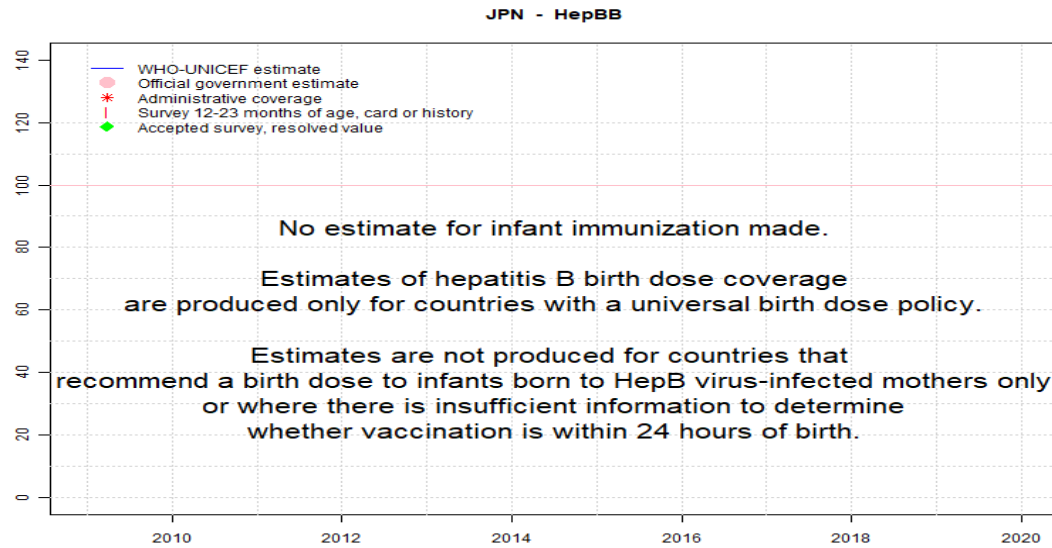 JPN - HepBB
140
120
100
80
60
40
20
0
WHO-UNICEF estimate
Official government estimate
Administrative coverage
Survey 12-23 months of age, card or history
Accepted survey, resolved value
No estimate for infant immunization made.
Estimates of hepatitis B birth dose coverage
are produced only for countries with a universal birth dose policy.
Estimates are not produced for countries that
recommend a birth dose to infants born to HepB virus-infected mothers only
or where there is insufficient information to determine
whether vaccination is within 24 hours of birth.
2010 2012 2014 2016 2018 2020